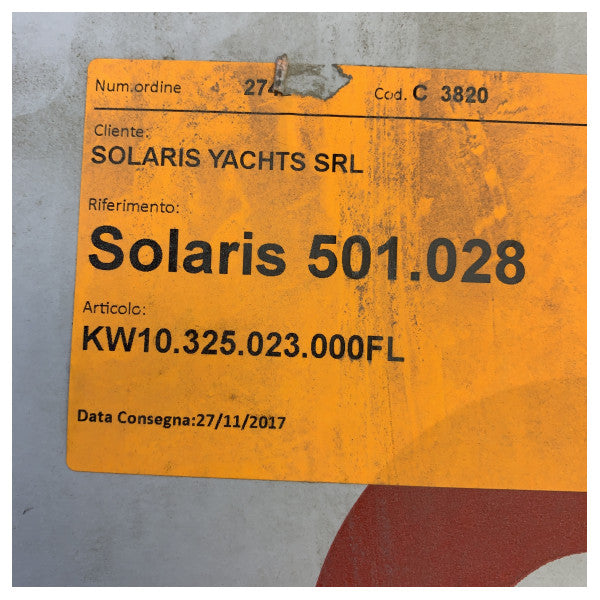 Num.ordine Cod. C 3820
Cliente:
SOLARIS YACHTS SRL
Riferimento:
Solaris 501.028
Articolo:
KW10.325.023.000FL
Data Consegna:27/11/2017